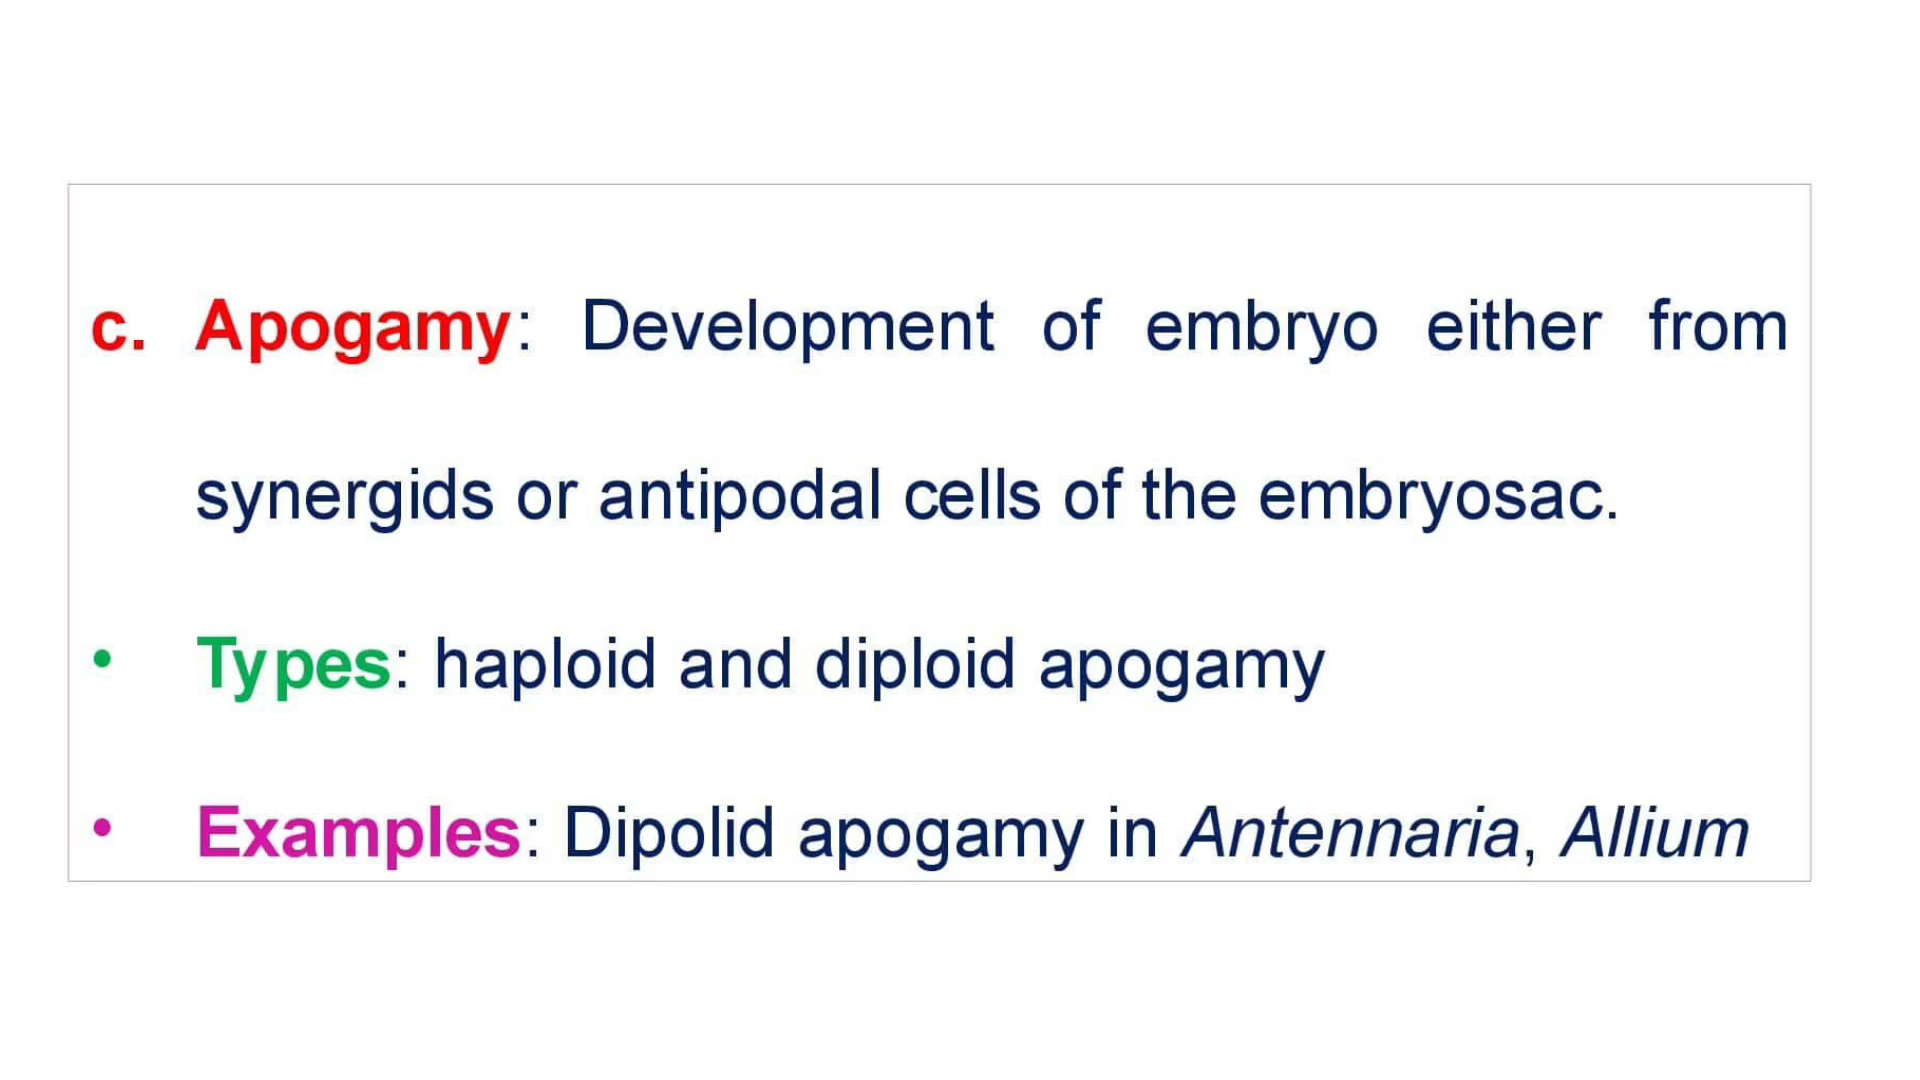 c. Apogamy: Development of embryo either from
synergids or antipodal cells of the embryosac.
• Types: haploid and diploid apogamy
• Examples: Dipolid apogamy in Antennaria, Allium